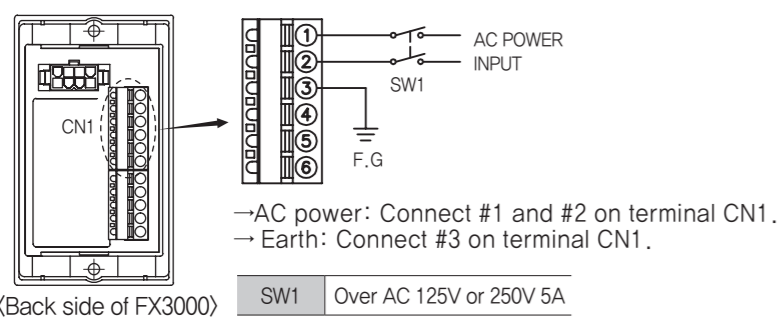 CN1
〈Back side of FX3000〉
1
2
3
4
5
6
AC POWER
INPUT
SW1
F.G
→AC power: Connect #1 and #2 on terminal CN1.
→ Earth: Connect #3 on terminal CN1.
SW1 Over AC 125V or 250V 5A